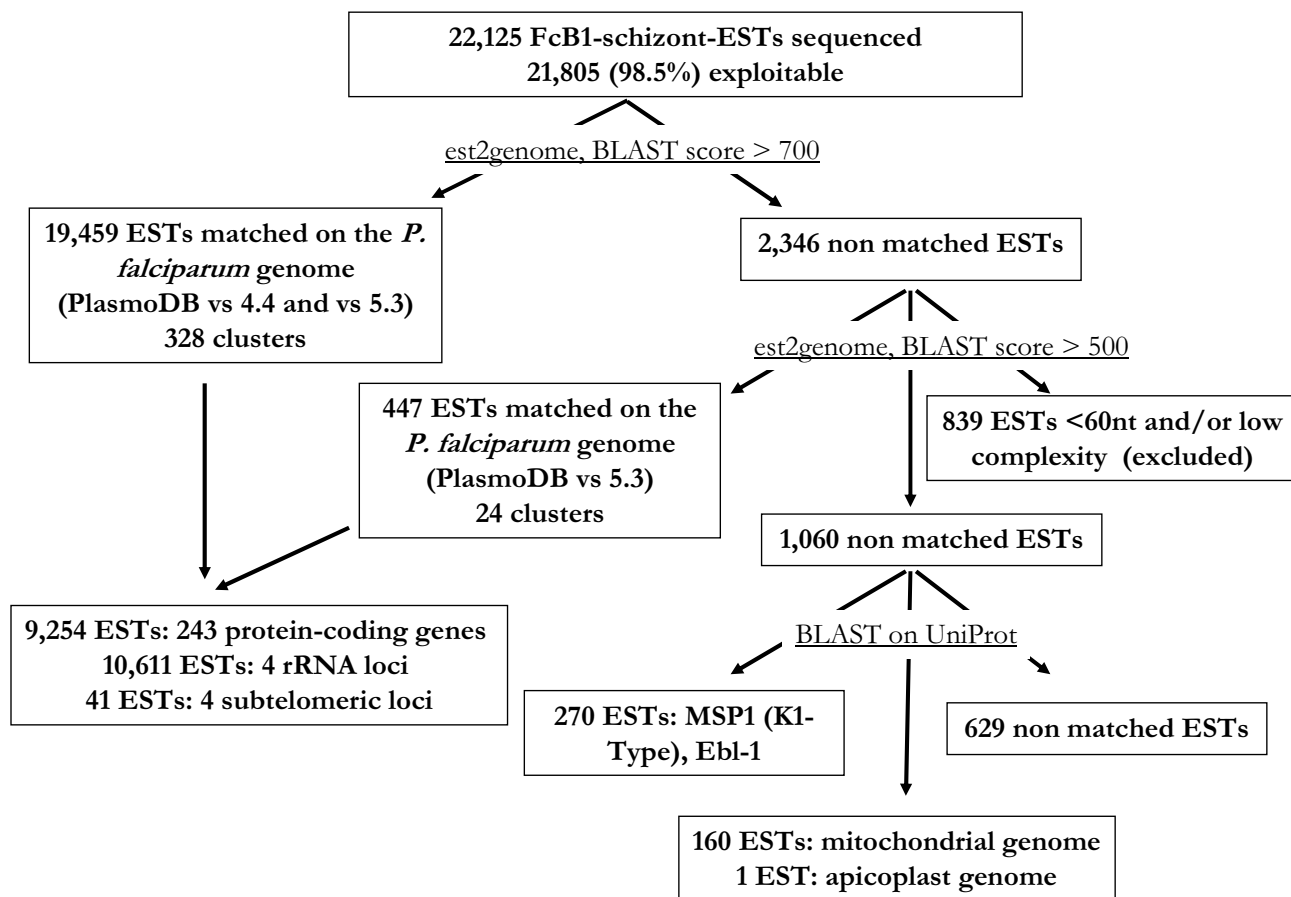 22,125 FcB1-schizont-ESTs sequenced
21,805 (98.5%) exploitable
est2genome, BLAST score > 700
19,459 ESTs matched on the P.
falciparum genome
(PlasmoDB vs 4.4 and vs 5.3)
328 clusters
2,346 non matched ESTs
est2genome, BLAST score > 500
447 ESTs matched on the
P. falciparum genome
(PlasmoDB vs 5.3)
24 clusters
839 ESTs <60nt and/or low
complexity (excluded)
1,060 non matched ESTs
9,254 ESTs: 243 protein-coding genes
10,611 ESTs: 4 rRNA loci
41 ESTs: 4 subtelomeric loci
BLAST on UniProt
270 ESTs: MSP1 (K1-
Type), Ebl-1
629 non matched ESTs
160 ESTs: mitochondrial genome
1 EST: apicoplast genome